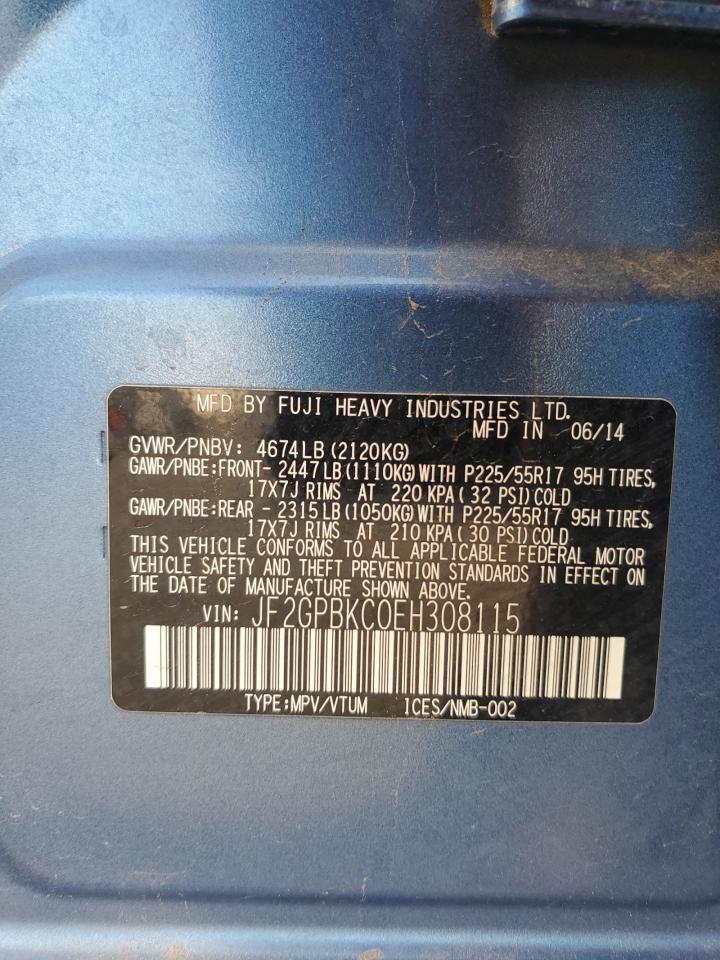 MFD BY FUJI HEAVY INDUSTRIES LTD.
MFD IN 06/14
GVWR/PNBV: 4674LB(2120KG)
GAWR/PNBE:FRONT- 2447LB(1110KG)WITH P225/55R17 95H TIRES,
17X7J RIMS AT 220 KPA(32 PSI)COLD
GAWR/PNBE:REAR - 2315LB(1050KG)WITH P225/55R17 95H TIRES,
17X7J RIMS AT 210 KPA(30 PSI)COLD
THIS VEHICLE CONFORMS TO ALL APPLICABLE FEDERAL MOTOR
VEHICLE SAFETY AND THEFT PREVENTION STANDARDS IN EFFECT ON
THE DATE OF MANUFACTURE SHOWN ABOVE.
VIN: JF2GPBKC0EH308115
TYPE:MPV/VTUM ICES/NMB-002